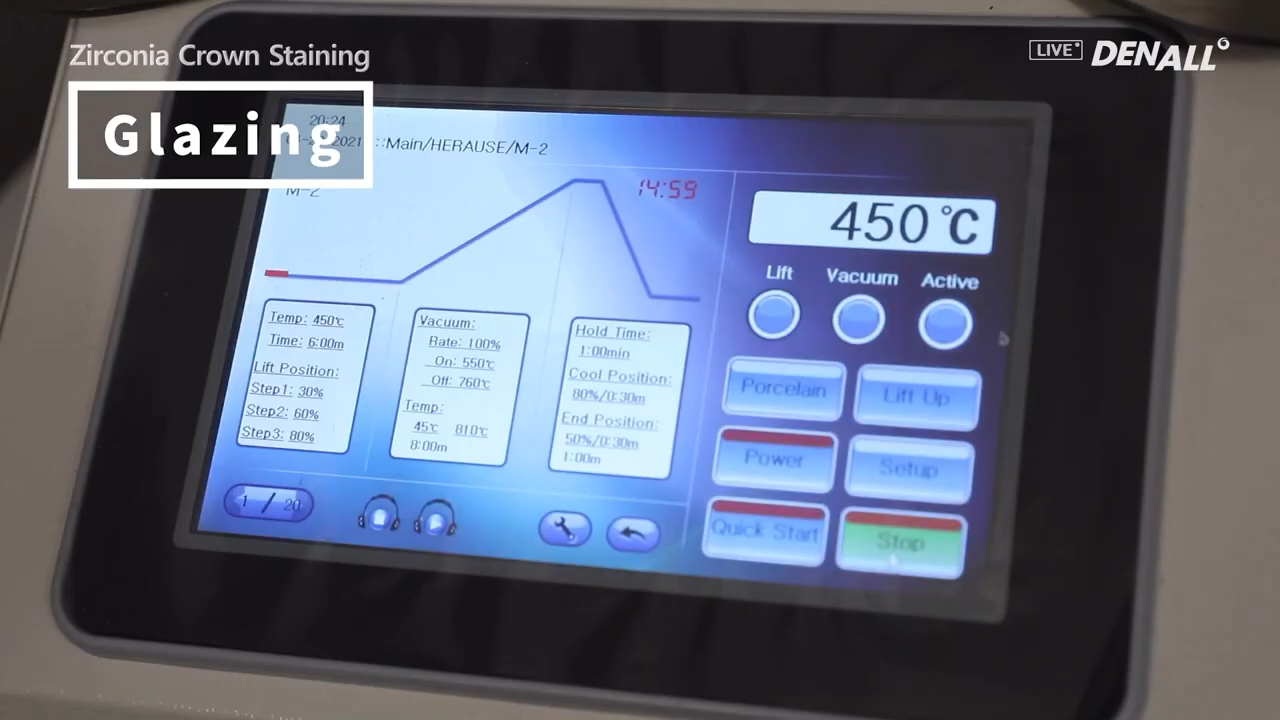 Zirconia Crown Staining
LIVE
DENALL
Glazing
20:24
2021 ::Main/HERAUSE/M-2
M-2
14:59
450℃
Lift Vacuum Active
Temp: 450℃
Time: 6:00m
Lift Position:
Step1: 30%
Step2: 60%
Step3: 80%
Vacuum:
Rate: 100%
On: 550℃
Off: 760℃
Temp:
45℃ 810℃
8:00m
Hold Time:
1:00min
Cool Position:
80%/0:30m
End Position:
50%/0:30m
1:00m
Porcelain
Lift Up
Power
Setup
Quick Start
Stop
1 / 20